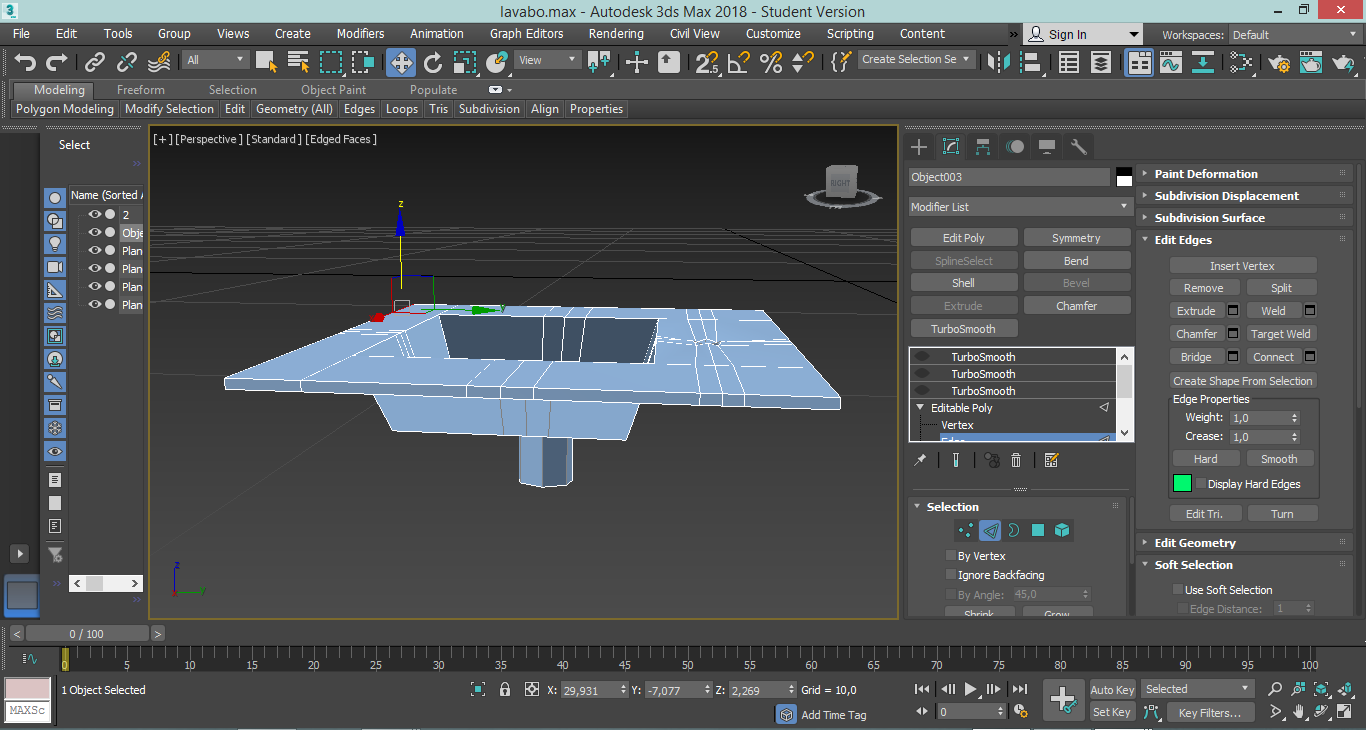 lavabo.max - Autodesk 3ds Max 2018 - Student Version
File Edit Tools Group Views Create Modifiers Animation Graph Editors Rendering Civil View Customize Scripting Content » Sign In Workspaces: Default
All View Create Selection Se
Modeling Freeform Selection Object Paint Populate
Polygon Modeling Modify Selection Edit Geometry (All) Edges Loops Tris Subdivision Align Properties
Select
Name (Sorted A
2
Obje
Plan
Plan
Plan
Plan
[+] [Perspective] [Standard] [Edged Faces]
RIGHT
z
y
z
y
Object003
Modifier List
Edit Poly Symmetry
SplineSelect Bend
Shell Bevel
Extrude Chamfer
TurboSmooth
TurboSmooth
TurboSmooth
TurboSmooth
Editable Poly
Vertex
Edge
Selection
By Vertex
Ignore Backfacing
By Angle: 45,0
Shrink Grow
Paint Deformation
Subdivision Displacement
Subdivision Surface
Edit Edges
Insert Vertex
Remove Split
Extrude Weld
Chamfer Target Weld
Bridge Connect
Create Shape From Selection
Edge Properties
Weight: 1,0
Crease: 1,0
Hard Smooth
Display Hard Edges
Edit Tri. Turn
Edit Geometry
Soft Selection
Use Soft Selection
Edge Distance: 1
< 0 / 100 >
0 5 10 15 20 25 30 35 40 45 50 55 60 65 70 75 80 85 90 95 100
MAXSc
1 Object Selected
X: 29,931 Y: -7,077 Z: 2,269 Grid = 10,0
Add Time Tag
0
Auto Key Selected
Set Key Key Filters...